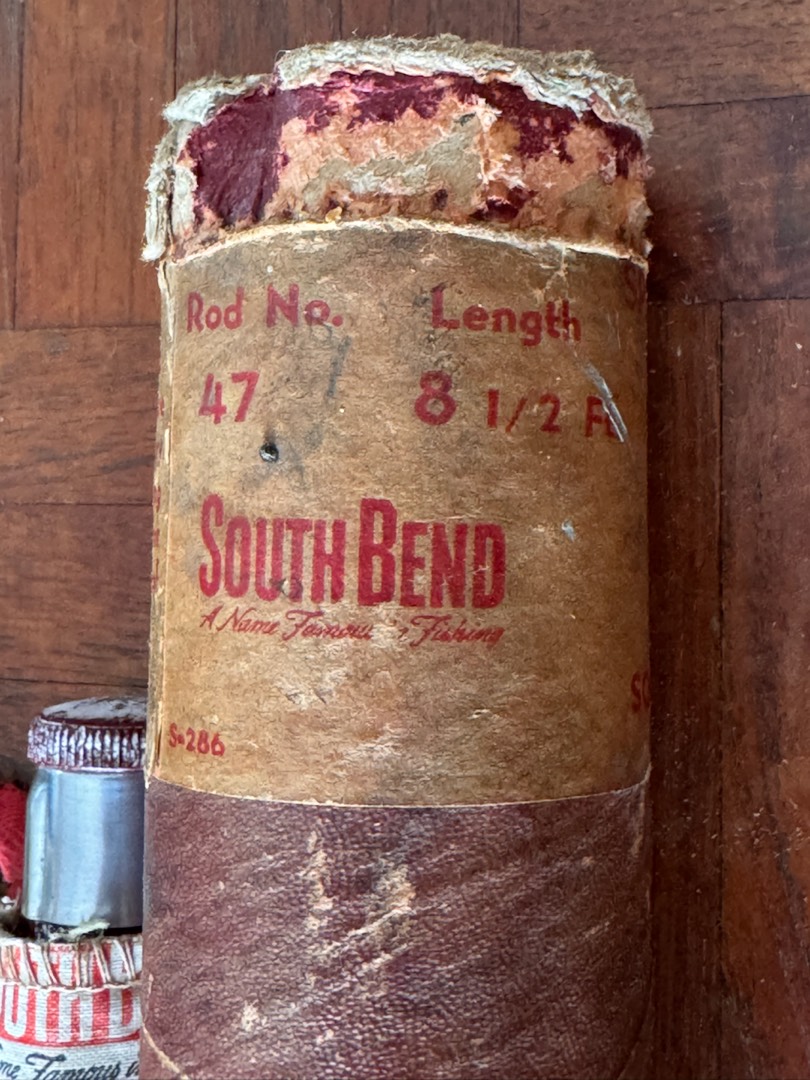 Rod No. Length
47 8 1/2 Ft
SOUTH BEND
A Name Famous in Fishing
S-286